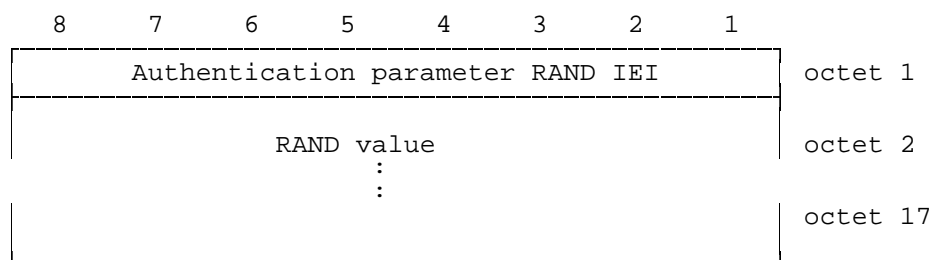 8 7 6 5 4 3 2 1
Authentication parameter RAND IEI octet 1
RAND value octet 2
:
:
octet 17